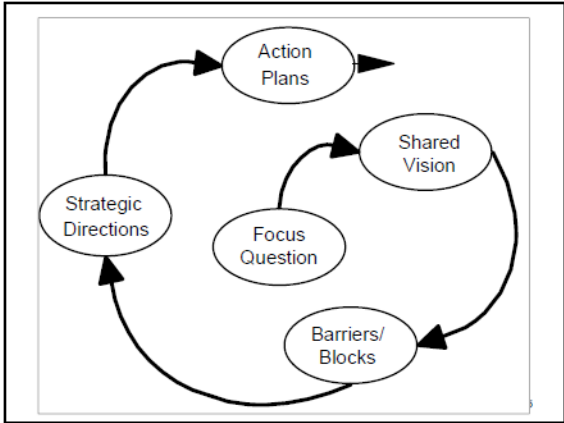 Action
Plans
Shared
Vision
Strategic
Directions
Focus
Question
Barriers/
Blocks